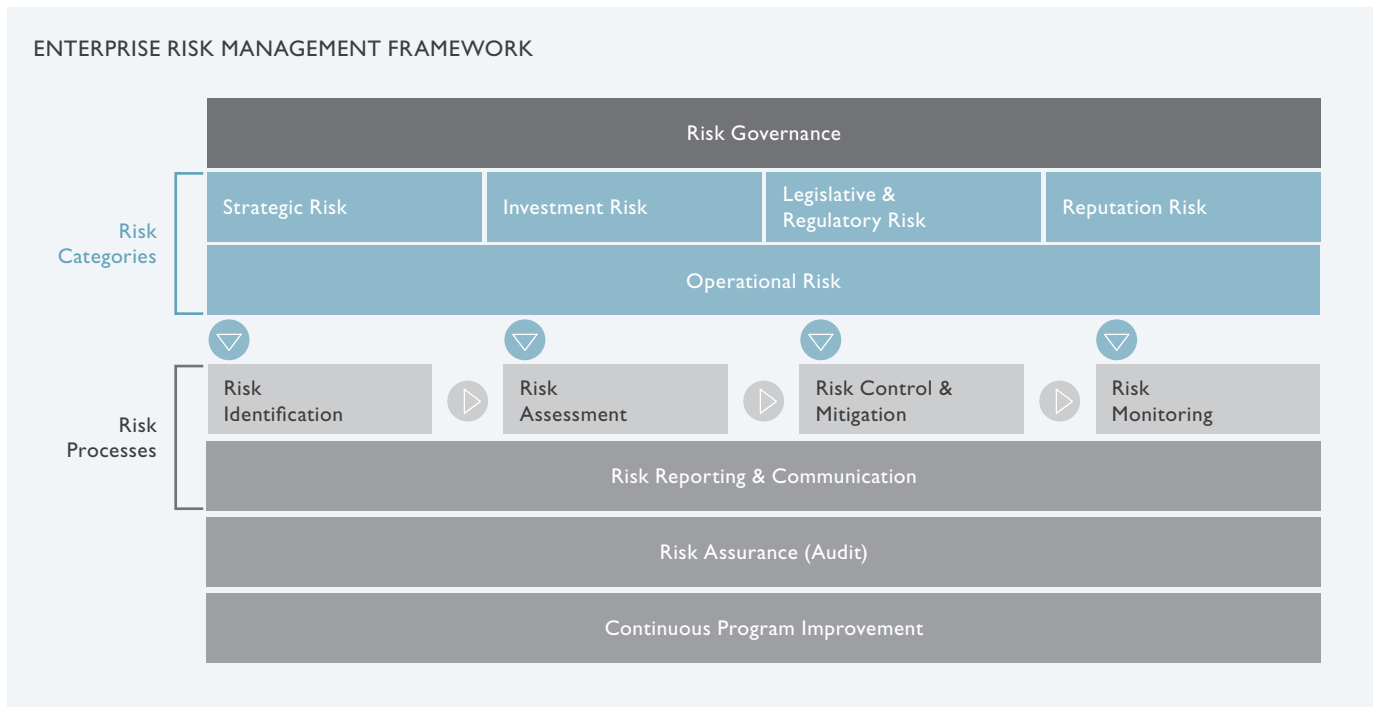 ENTERPRISE RISK MANAGEMENT FRAMEWORK
Risk Governance
Risk
Categories
Strategic Risk
Investment Risk
Legislative &
Regulatory Risk
Reputation Risk
Operational Risk
Risk
Processes
Risk
Identification
Risk
Assessment
Risk Control &
Mitigation
Risk
Monitoring
Risk Reporting & Communication
Risk Assurance (Audit)
Continuous Program Improvement